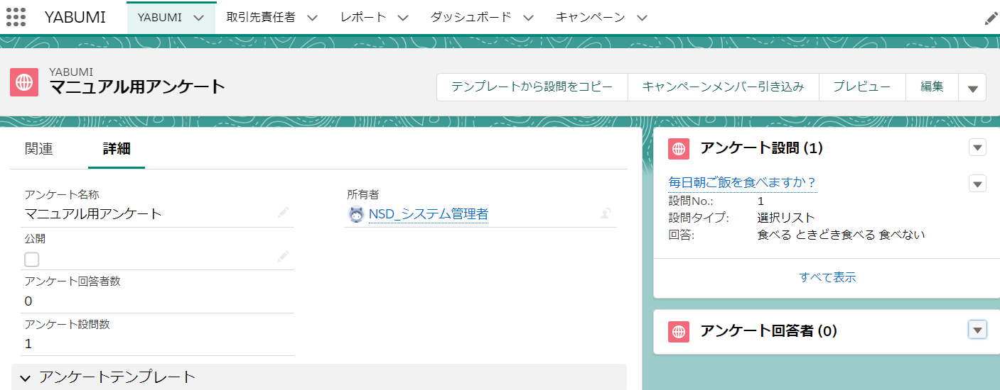 YABUMI YABUMI 取引先責任者 レポート ダッシュボード キャンペーン
YABUMI
マニュアル用アンケート
テンプレートから設問をコピー キャンペーンメンバー引き込み プレビュー 編集
関連 詳細
アンケート名称
マニュアル用アンケート
所有者
NSD_システム管理者
公開
アンケート回答者数
0
アンケート設問数
1
アンケートテンプレート
アンケート設問 (1)
毎日朝ご飯を食べますか？
設問No.: 1
設問タイプ: 選択リスト
回答: 食べる ときどき食べる 食べない
すべて表示
アンケート回答者 (0)